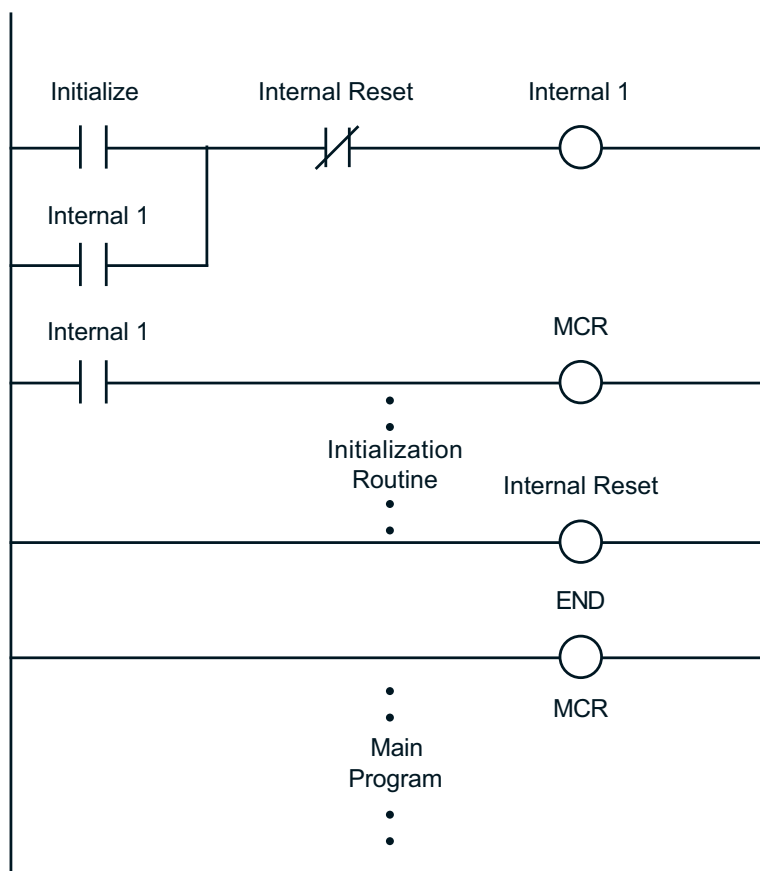 Initialize
Internal Reset
Internal 1
Internal 1
Internal 1
MCR
Initialization
Routine
Internal Reset
END
MCR
Main
Program